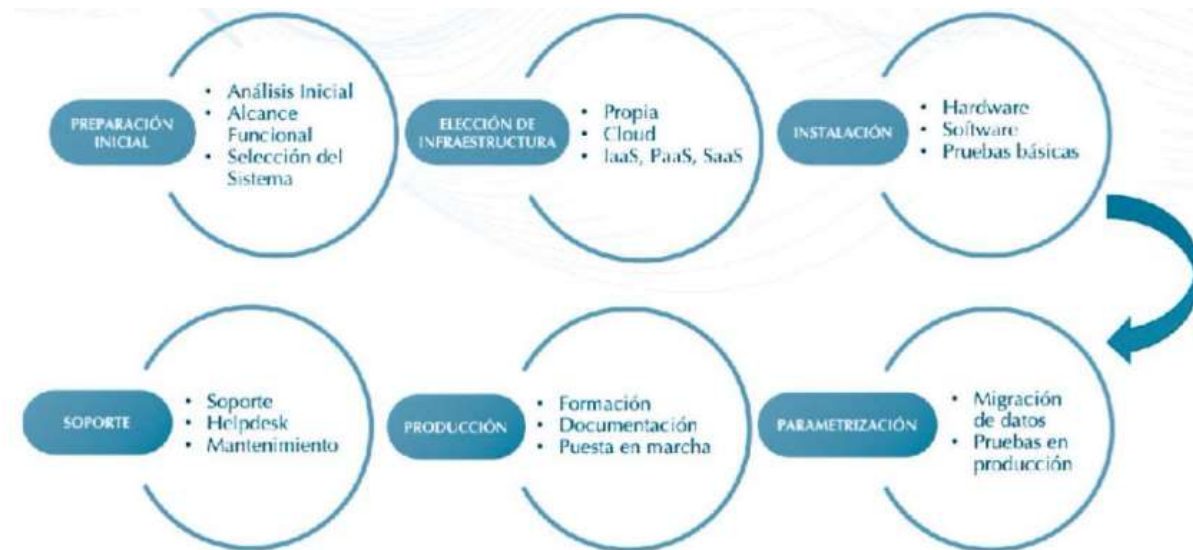 PREPARACIÓN
INICIAL
• Análisis Inicial
• Alcance
Funcional
• Selección del
Sistema
ELECCIÓN DE
INFRAESTRUCTURA
• Propia
• Cloud
• IaaS, PaaS, SaaS
INSTALACIÓN
• Hardware
• Software
• Pruebas básicas
SOPORTE
• Soporte
• Helpdesk
• Mantenimiento
PRODUCCIÓN
• Formación
• Documentación
• Puesta en marcha
PARAMETRIZACIÓN
• Migración
de datos
• Pruebas en
producción